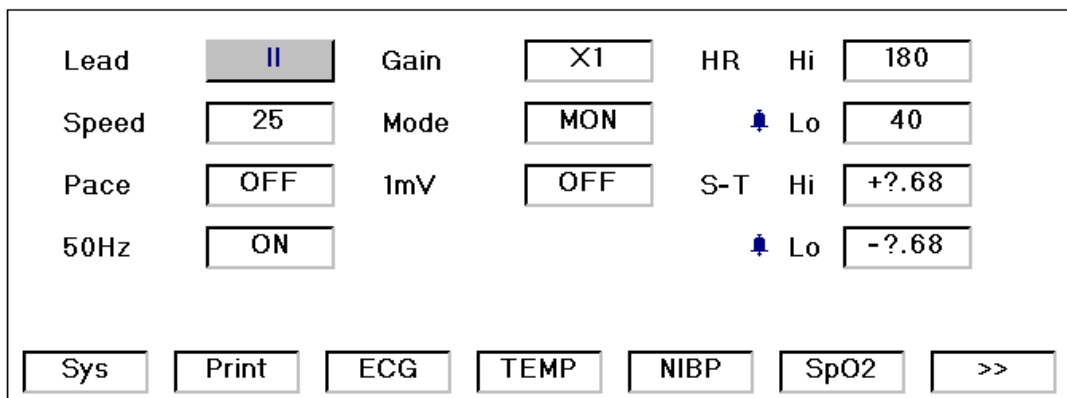 Lead II Gain X1 HR Hi 180
Speed 25 Mode MON Lo 40
Pace OFF 1mV OFF S-T Hi +?.68
50Hz ON Lo -?.68
Sys Print ECG TEMP NIBP SpO2 >>